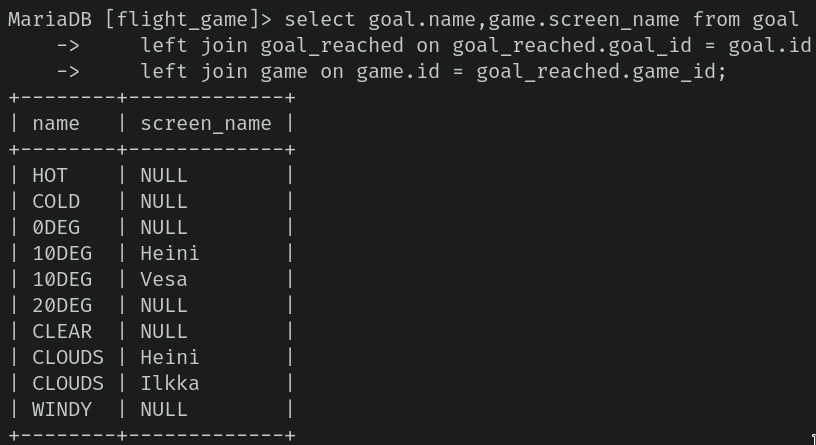 MariaDB [flight_game]> select goal.name,game.screen_name from goal
    ->     left join goal_reached on goal_reached.goal_id = goal.id
    ->     left join game on game.id = goal_reached.game_id;
+--------+-------------+
| name   | screen_name |
+--------+-------------+
| HOT    | NULL        |
| COLD   | NULL        |
| 0DEG   | NULL        |
| 10DEG  | Heini       |
| 10DEG  | Vesa        |
| 20DEG  | NULL        |
| CLEAR  | NULL        |
| CLOUDS | Heini       |
| CLOUDS | Ilkka       |
| WINDY  | NULL        |
+--------+-------------+